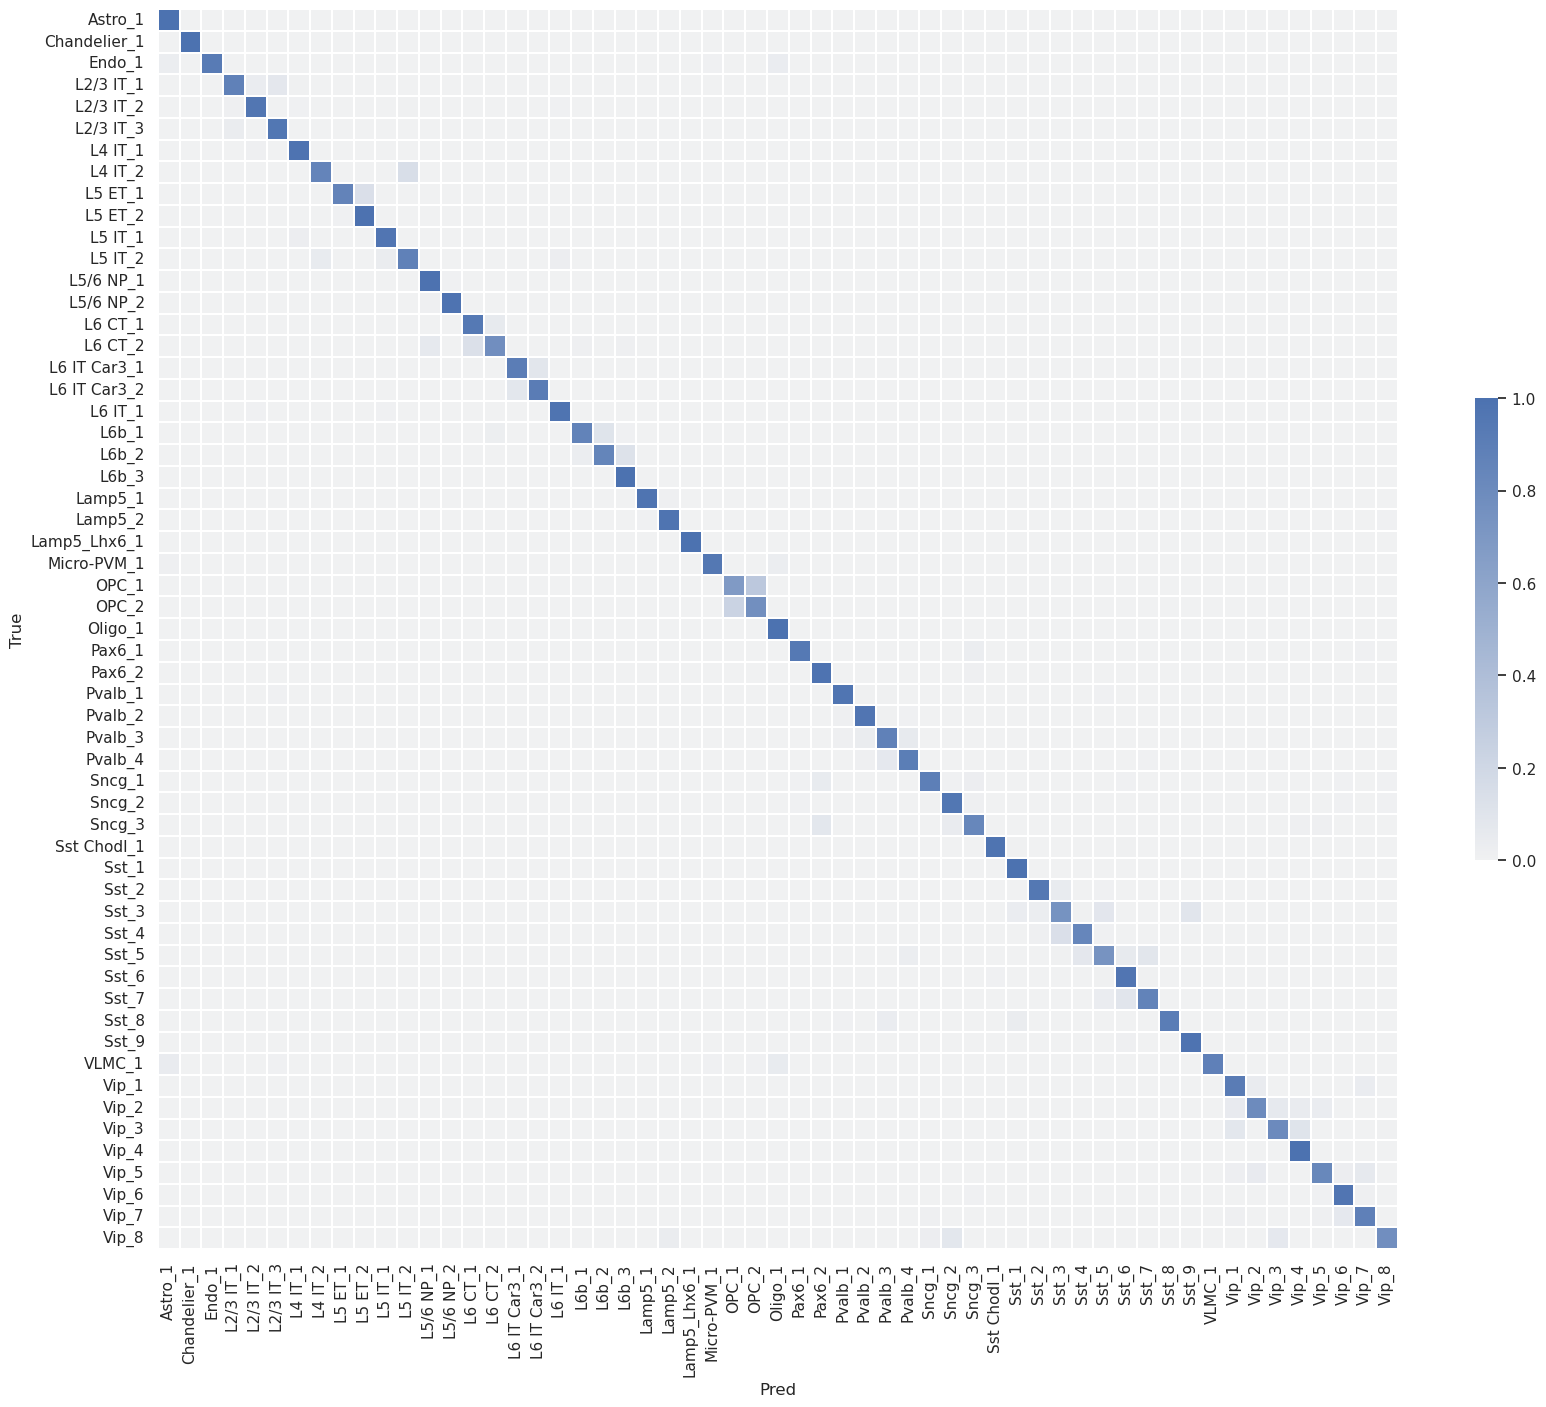 Astro_1
Chandelier_1
Endo_1
L2/3 IT_1
L2/3 IT_2
L2/3 IT_3
L4 IT_1
L4 IT_2
L5 ET_1
L5 ET_2
L5 IT_1
L5 IT_2
L5/6 NP_1
L5/6 NP_2
L6 CT_1
L6 CT_2
L6 IT Car3_1
L6 IT Car3_2
L6 IT_1
L6b_1
L6b_2
L6b_3
Lamp5_1
Lamp5_2
Lamp5_Lhx6_1
Micro-PVM_1
OPC_1
OPC_2
Oligo_1
Pax6_1
Pax6_2
Pvalb_1
Pvalb_2
Pvalb_3
Pvalb_4
Sncg_1
Sncg_2
Sncg_3
Sst Chodl_1
Sst_1
Sst_2
Sst_3
Sst_4
Sst_5
Sst_6
Sst_7
Sst_8
Sst_9
VLMC_1
Vip_1
Vip_2
Vip_3
Vip_4
Vip_5
Vip_6
Vip_7
Vip_8
True
Astro_1
Chandelier_1
Endo_1
L2/3 IT_1
L2/3 IT_2
L2/3 IT_3
L4 IT_1
L4 IT_2
L5 ET_1
L5 ET_2
L5 IT_1
L5 IT_2
L5/6 NP_1
L5/6 NP_2
L6 CT_1
L6 CT_2
L6 IT Car3_1
L6 IT Car3_2
L6 IT_1
L6b_1
L6b_2
L6b_3
Lamp5_1
Lamp5_2
Lamp5_Lhx6_1
Micro-PVM_1
OPC_1
OPC_2
Oligo_1
Pax6_1
Pax6_2
Pvalb_1
Pvalb_2
Pvalb_3
Pvalb_4
Sncg_1
Sncg_2
Sncg_3
Sst Chodl_1
Sst_1
Sst_2
Sst_3
Sst_4
Sst_5
Sst_6
Sst_7
Sst_8
Sst_9
VLMC_1
Vip_1
Vip_2
Vip_3
Vip_4
Vip_5
Vip_6
Vip_7
Vip_8
Pred
1.0
0.8
0.6
0.4
0.2
0.0